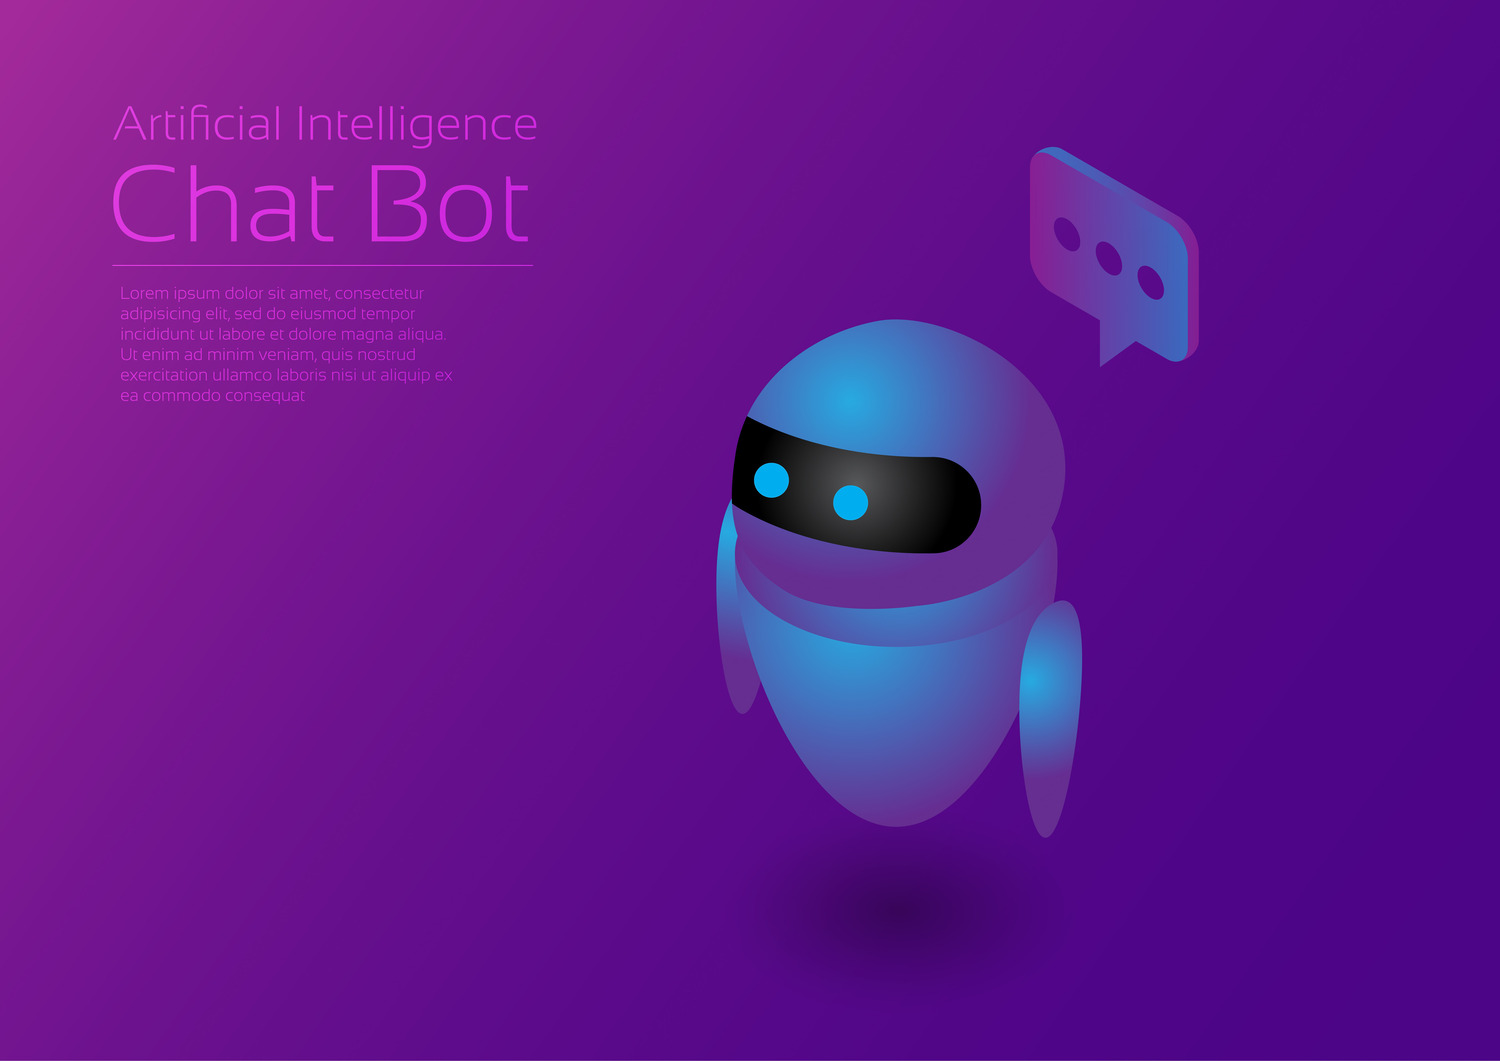 Artificial Intelligence
Chat Bot
Lorem ipsum dolor sit amet, consectetur
adipisicing elit, sed do eiusmod tempor
incididunt ut labore et dolore magna aliqua.
Ut enim ad minim veniam, quis nostrud
exercitation ullamco laboris nisi ut aliquip ex
ea commodo consequat